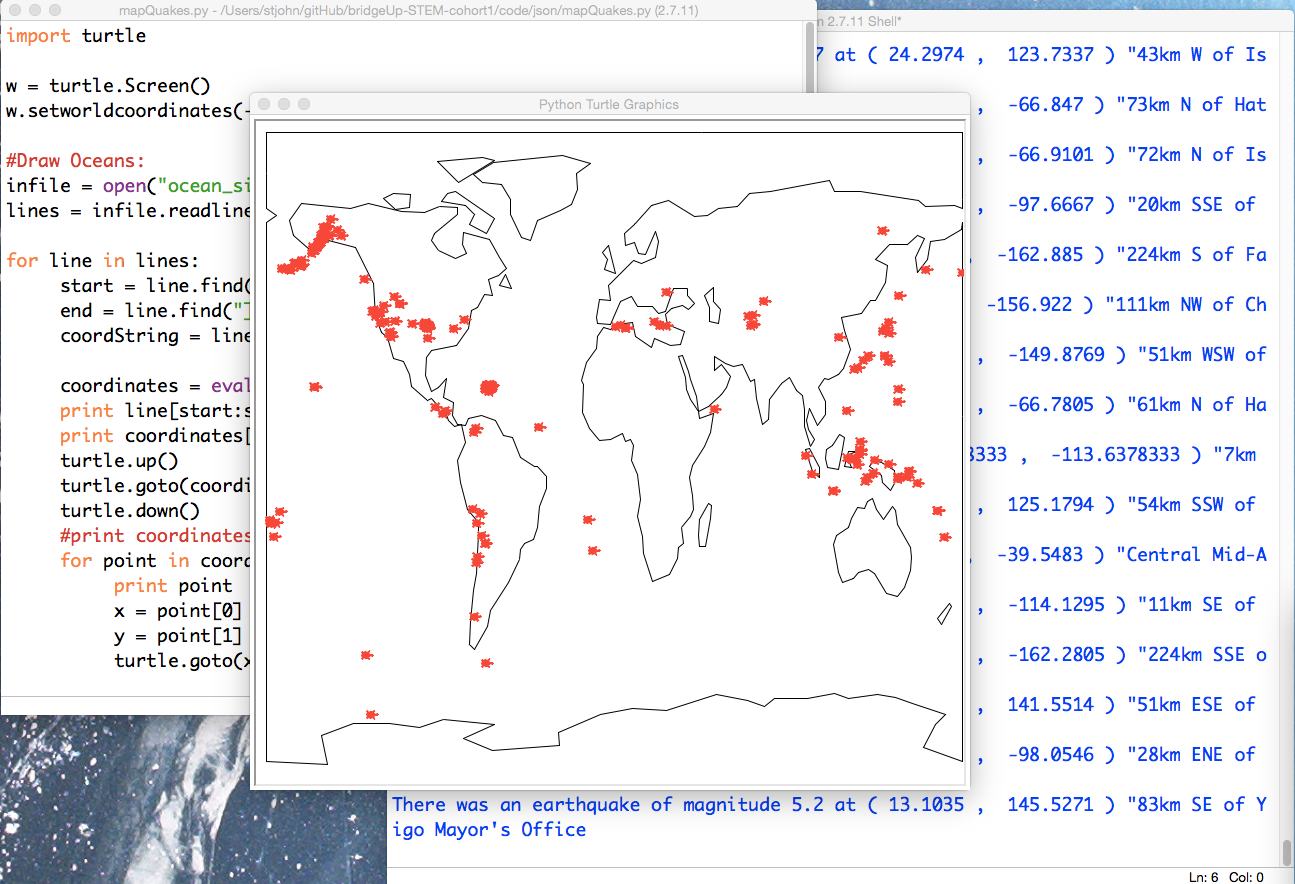 mapQuakes.py - /Users/stjohn/gitHub/bridgeUp-STEM-cohort1/code/json/mapQuakes.py (2.7.11)
import turtle
w = turtle.Screen()
w.setworldcoordinates(-
#Draw Oceans:
infile = open("ocean_si
lines = infile.readline
for line in lines:
start = line.find(
end = line.find("
coordString = line
coordinates = eval
print line[start:s
print coordinates[
turtle.up()
turtle.goto(coordi
turtle.down()
#print coordinates
for point in coord
print point
x = point[0]
y = point[1]
turtle.goto(x
Python Turtle Graphics
2.7.11 Shell*
7 at ( 24.2974 , 123.7337 ) "43km W of Is
, -66.847 ) "73km N of Hat
, -66.9101 ) "72km N of Is
, -97.6667 ) "20km SSE of
, -162.885 ) "224km S of Fa
-156.922 ) "111km NW of Ch
, -149.8769 ) "51km WSW of
, -66.7805 ) "61km N of Ha
3333 , -113.6378333 ) "7km
, 125.1794 ) "54km SSW of
, -39.5483 ) "Central Mid-A
, -114.1295 ) "11km SE of
, -162.2805 ) "224km SSE o
, 141.5514 ) "51km ESE of
, -98.0546 ) "28km ENE of
There was an earthquake of magnitude 5.2 at ( 13.1035 , 145.5271 ) "83km SE of Y
igo Mayor's Office
Ln: 6 Col: 0